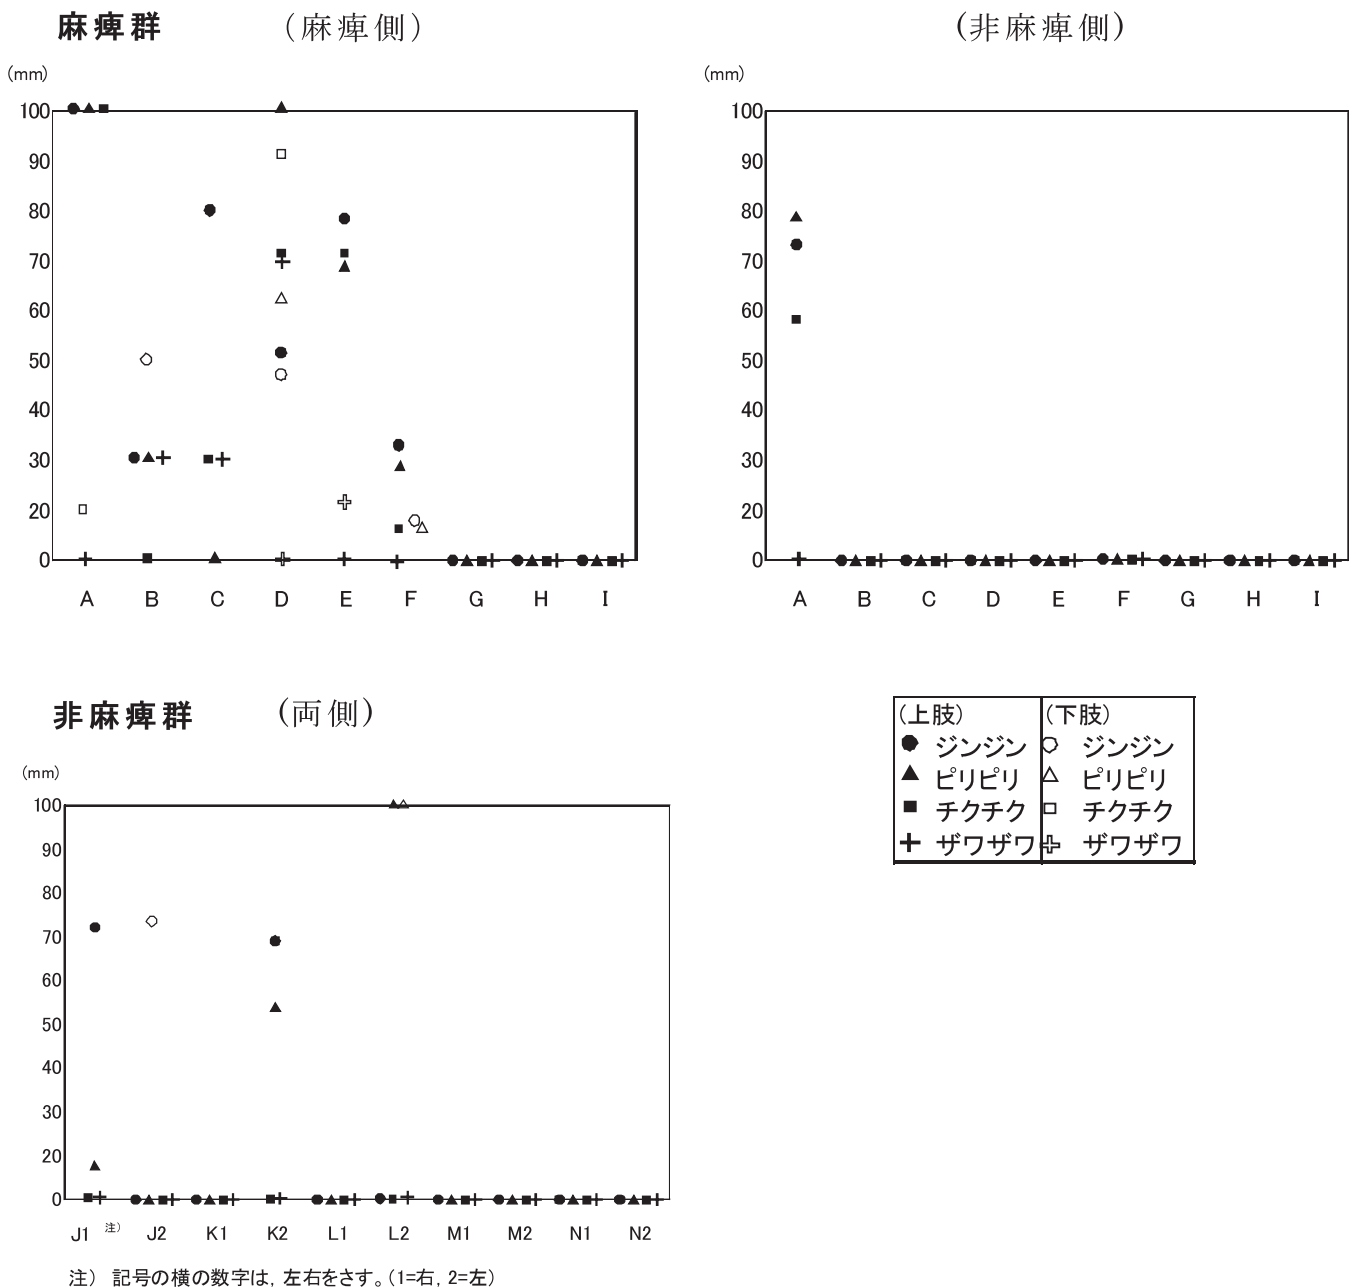 麻痺群 (麻痺側)
(mm)
100
90
80
70
60
50
40
30
20
0
A B C D E F G H I
(非麻痺側)
(mm)
100
90
80
70
60
50
40
30
20
0
A B C D E F G H I
非麻痺群 (両側)
(mm)
100
90
80
70
60
50
40
30
20
0
J1 注) J2 K1 K2 L1 L2 M1 M2 N1 N2
注) 記号の横の数字は, 左右をさす。(1=右, 2=左)
(上肢) (下肢)
ジンジン ジンジン
ピリピリ ピリピリ
チクチク チクチク
ザワザワ ザワザワ